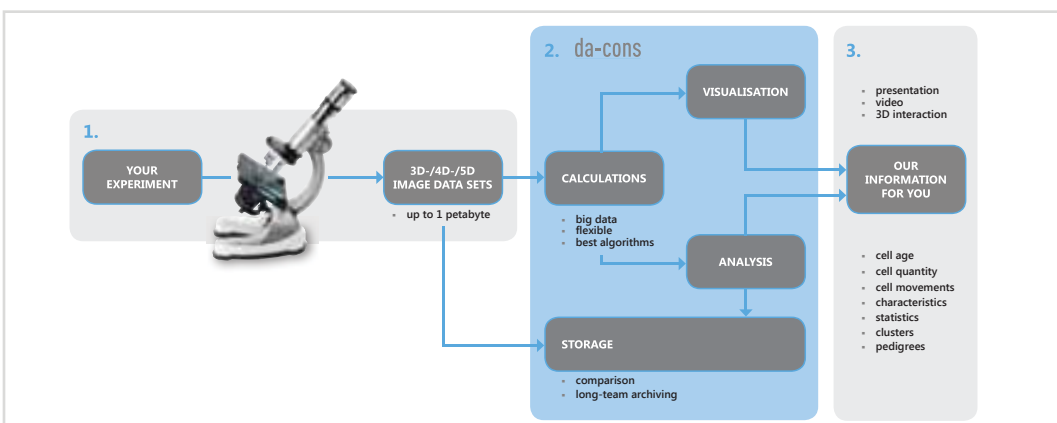 1.
YOUR
EXPERIMENT
3D-/4D-/5D
IMAGE DATA SETS
▪ up to 1 petabyte
2. da-cons
VISUALISATION
CALCULATIONS
▪ big data
▪ flexible
▪ best algorithms
ANALYSIS
STORAGE
▪ comparison
▪ long-team archiving
3.
▪ presentation
▪ video
▪ 3D interaction
OUR
INFORMATION
FOR YOU
▪ cell age
▪ cell quantity
▪ cell movements
▪ characteristics
▪ statistics
▪ clusters
▪ pedigrees